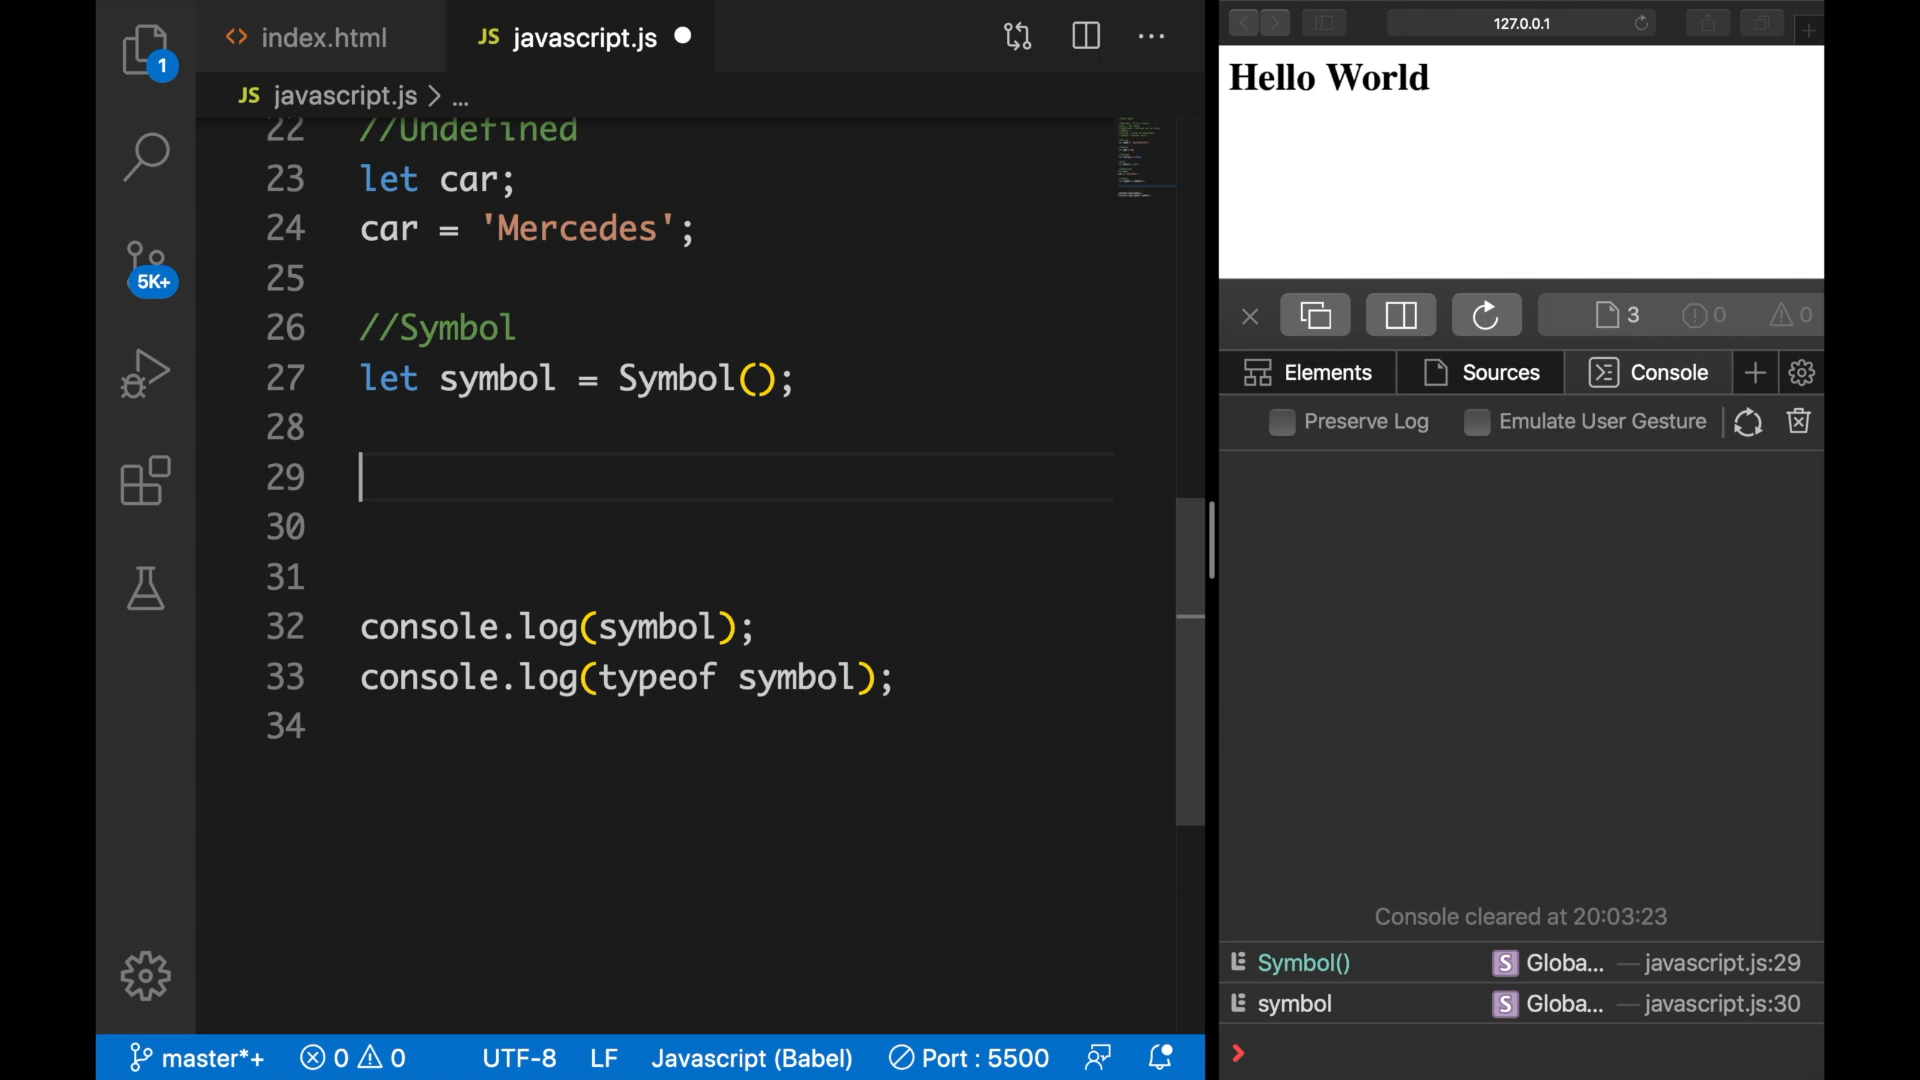 1
5K+
index.html
JS javascript.js
JS javascript.js > ...
22 //Undefined
23 let car;
24 car = 'Mercedes';
25
26 //Symbol
27 let symbol = Symbol();
28
29
30
31
32 console.log(symbol);
33 console.log(typeof symbol);
34
master*+ 0 0 UTF-8 LF Javascript (Babel) Port : 5500
127.0.0.1
Hello World
3 0 0
Elements Sources Console
Preserve Log Emulate User Gesture
Console cleared at 20:03:23
Symbol() S Globa... — javascript.js:29
symbol S Globa... — javascript.js:30